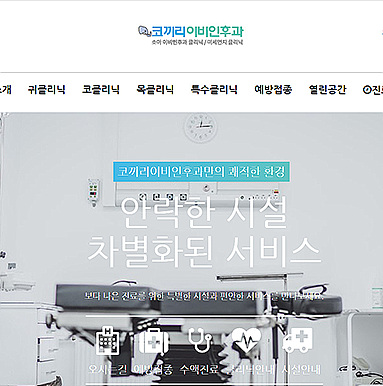 코끼리이비인후과
소아 이비인후과 클리닉 / 미세먼지 클리닉
소개 귀클리닉 코클리닉 목클리닉 특수클리닉 예방접종 열린공간 진료
코끼리이비인후과만의 쾌적한 환경
안락한 시설
차별화된 서비스
보다 나은 진료를 위한 특별한 시설과 편안한 서비스를 만나보세요.
오시는길 예방접종 수액진료 클리닉안내 시설안내